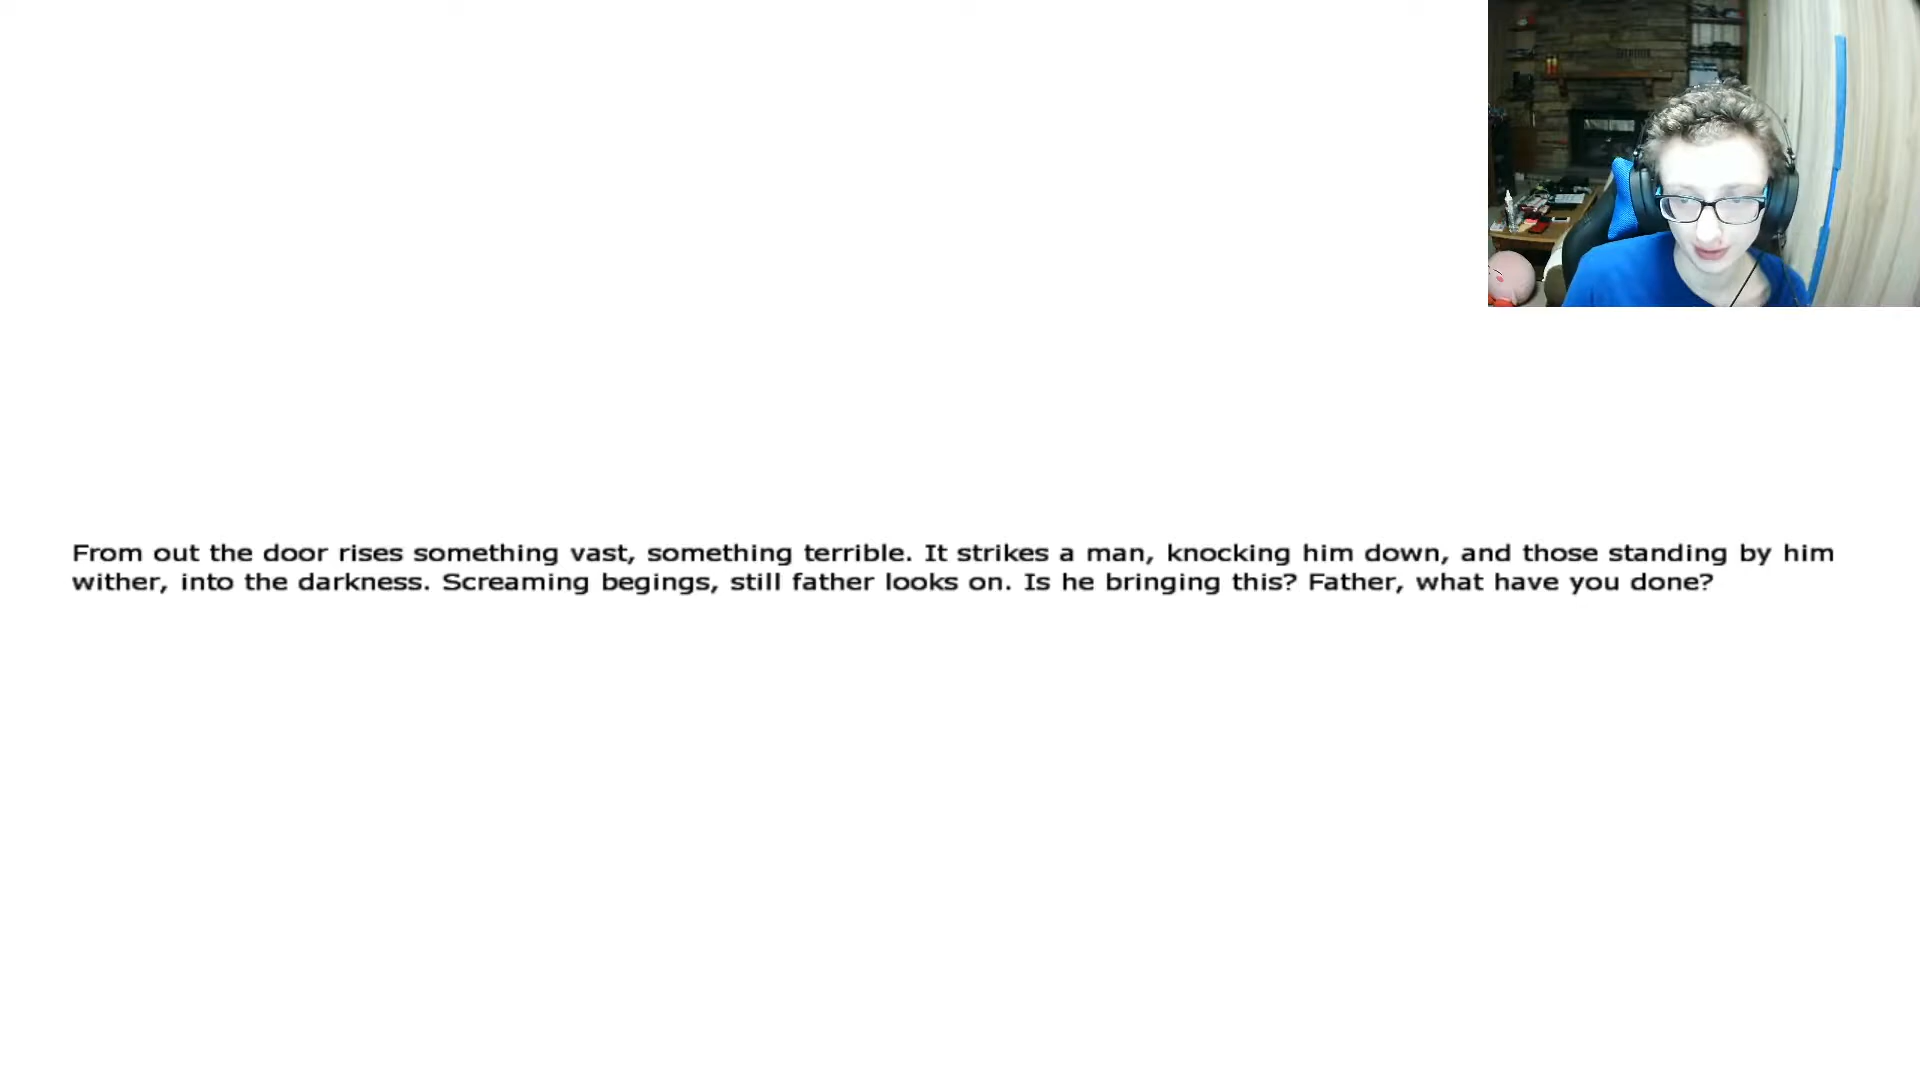 From out the door rises something vast, something terrible. It strikes a man, knocking him down, and those standing by him
wither, into the darkness. Screaming begings, still father looks on. Is he bringing this? Father, what have you done?